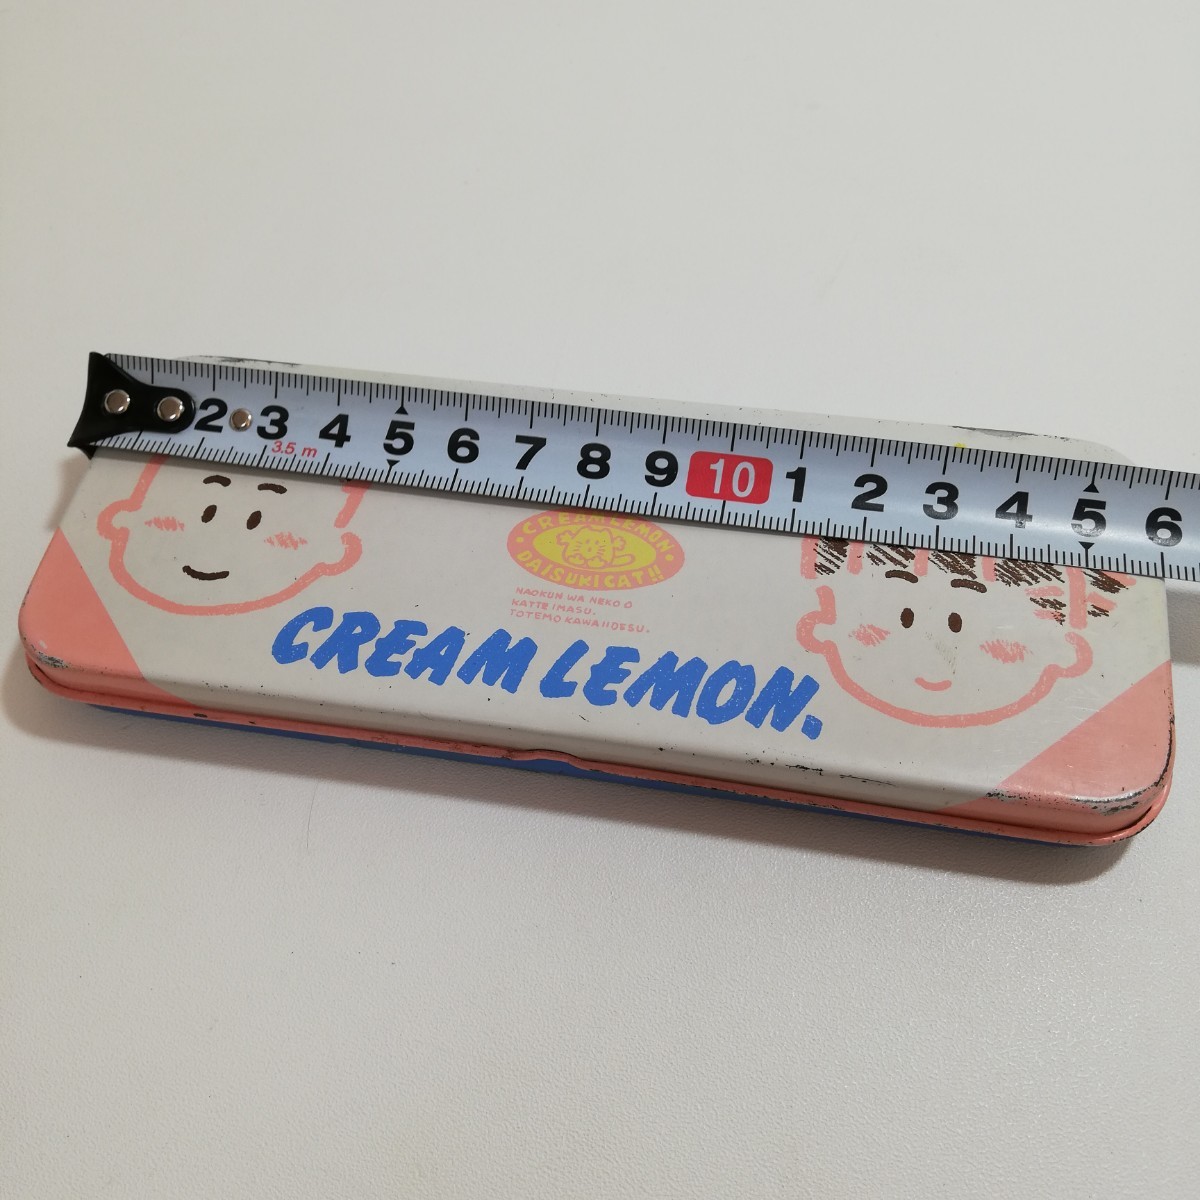 2 3 4 5 6 7 8 9 10 1 2 3 4 5 6
3.5 m
CREAM LEMON
DAISUKI CAT!!
NAOKUN WA NEKO O
KATTE IMASU.
TOTEMO KAWAIIDESU.
CREAM LEMON.